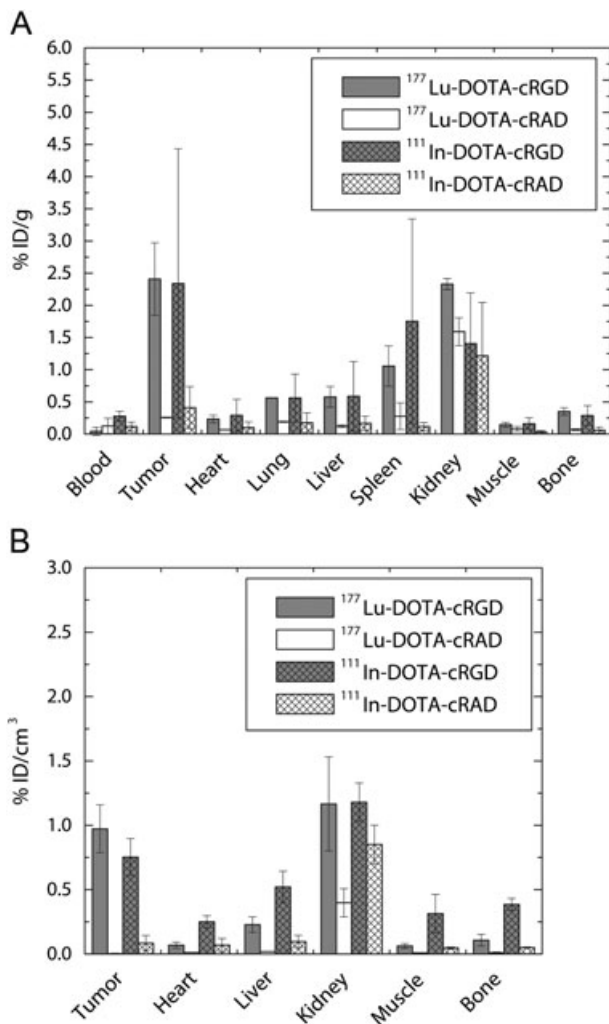 A
6.0
5.5
5.0
4.5
4.0
3.5
3.0
2.5
2.0
1.5
1.0
0.5
0.0
% ID/g
¹⁷⁷Lu-DOTA-cRGD
¹⁷⁷Lu-DOTA-cRAD
¹¹¹In-DOTA-cRGD
¹¹¹In-DOTA-cRAD
Blood
Tumor
Heart
Lung
Liver
Spleen
Kidney
Muscle
Bone
B
3.0
2.5
2.0
1.5
1.0
0.5
0.0
% ID/cm³
¹⁷⁷Lu-DOTA-cRGD
¹⁷⁷Lu-DOTA-cRAD
¹¹¹In-DOTA-cRGD
¹¹¹In-DOTA-cRAD
Tumor
Heart
Liver
Kidney
Muscle
Bone